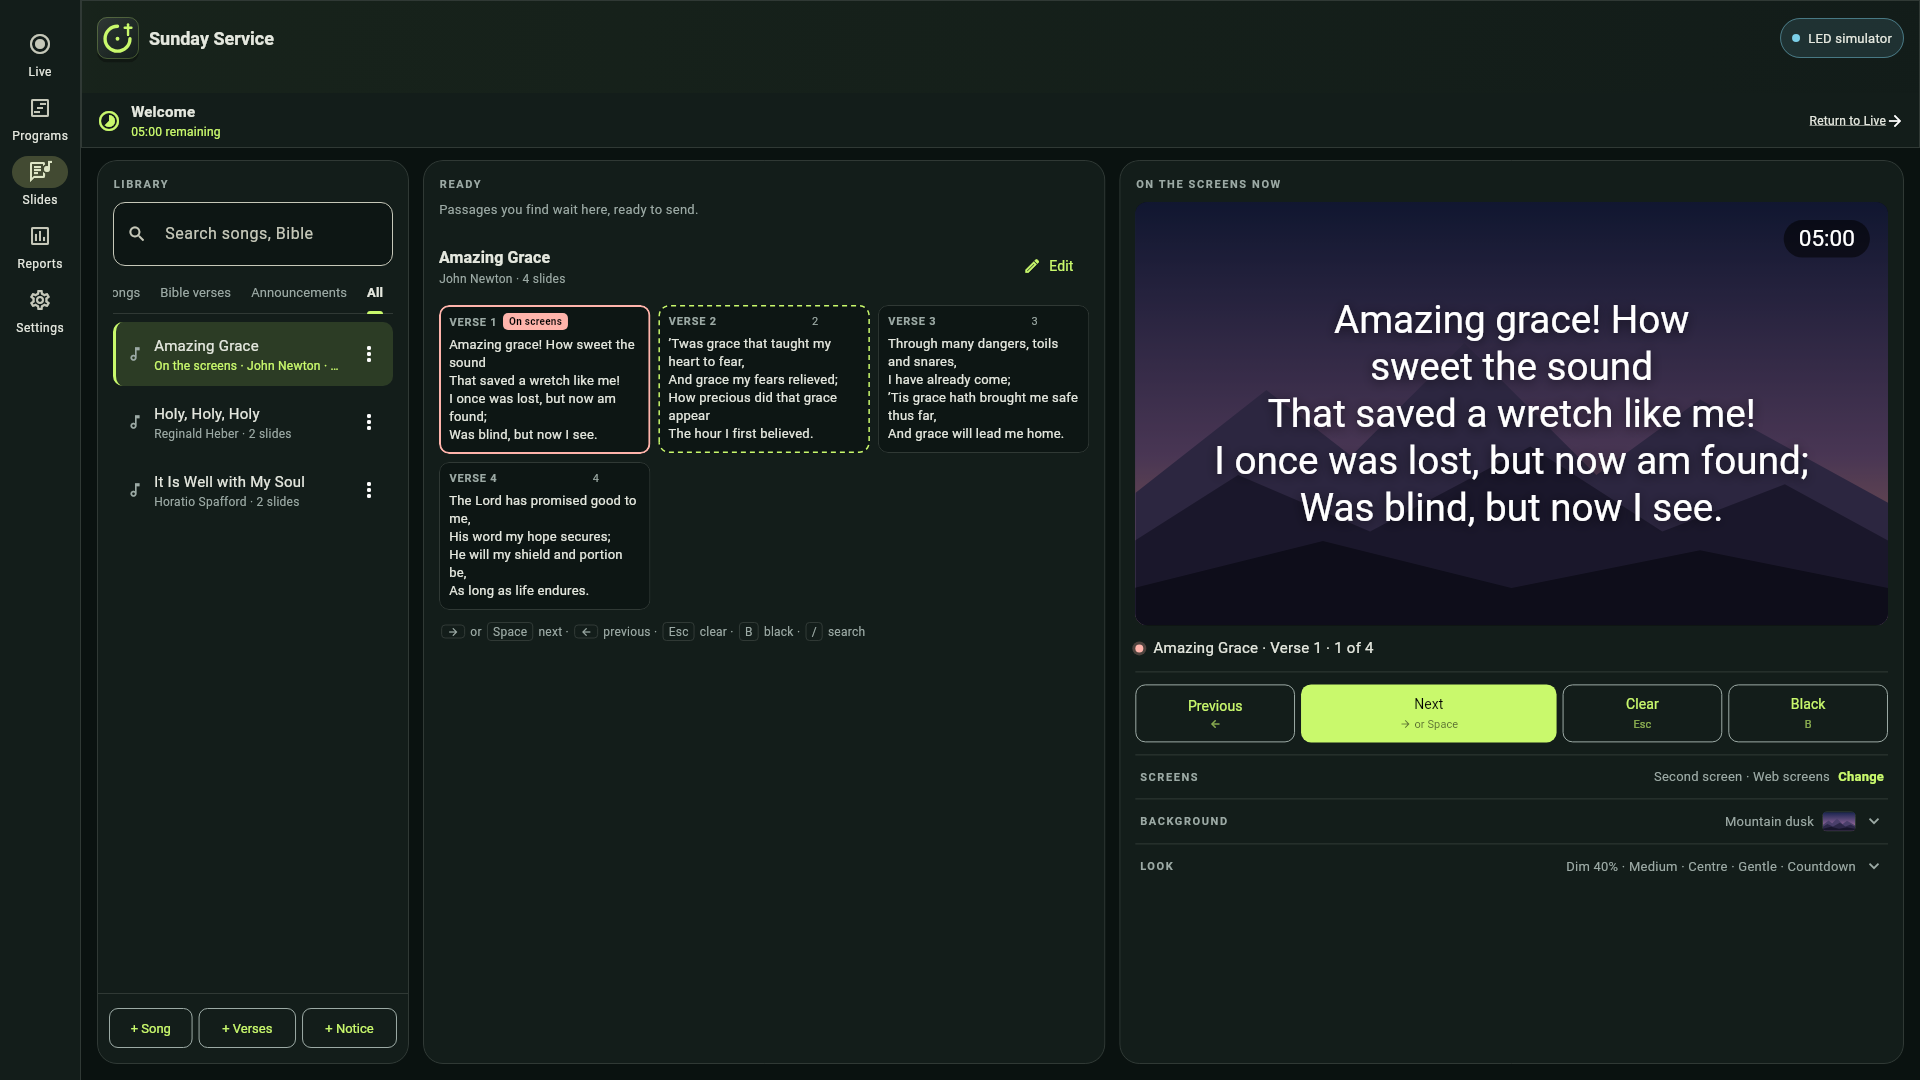 Live
Programs
Slides
Reports
Settings
Sunday Service
LED simulator
Welcome
05:00 remaining
Return to Live
LIBRARY
Search songs, Bible
ongs
Bible verses
Announcements
All
Amazing Grace
On the screens · John Newton · …
Holy, Holy, Holy
Reginald Heber · 2 slides
It Is Well with My Soul
Horatio Spafford · 2 slides
+ Song
+ Verses
+ Notice
READY
Passages you find wait here, ready to send.
Amazing Grace
John Newton · 4 slides
Edit
VERSE 1 On screens
Amazing grace! How sweet the
sound
That saved a wretch like me!
I once was lost, but now am
found;
Was blind, but now I see.
VERSE 2 2
’Twas grace that taught my
heart to fear,
And grace my fears relieved;
How precious did that grace
appear
The hour I first believed.
VERSE 3 3
Through many dangers, toils
and snares,
I have already come;
’Tis grace hath brought me safe
thus far,
And grace will lead me home.
VERSE 4 4
The Lord has promised good to
me,
His word my hope secures;
He will my shield and portion
be,
As long as life endures.
→ or Space next · ← previous · Esc clear · B black · / search
ON THE SCREENS NOW
05:00
Amazing grace! How
sweet the sound
That saved a wretch like me!
I once was lost, but now am found;
Was blind, but now I see.
Amazing Grace · Verse 1 · 1 of 4
Previous
←
Next
→ or Space
Clear
Esc
Black
B
SCREENS
Second screen · Web screens Change
BACKGROUND
Mountain dusk
LOOK
Dim 40% · Medium · Centre · Gentle · Countdown